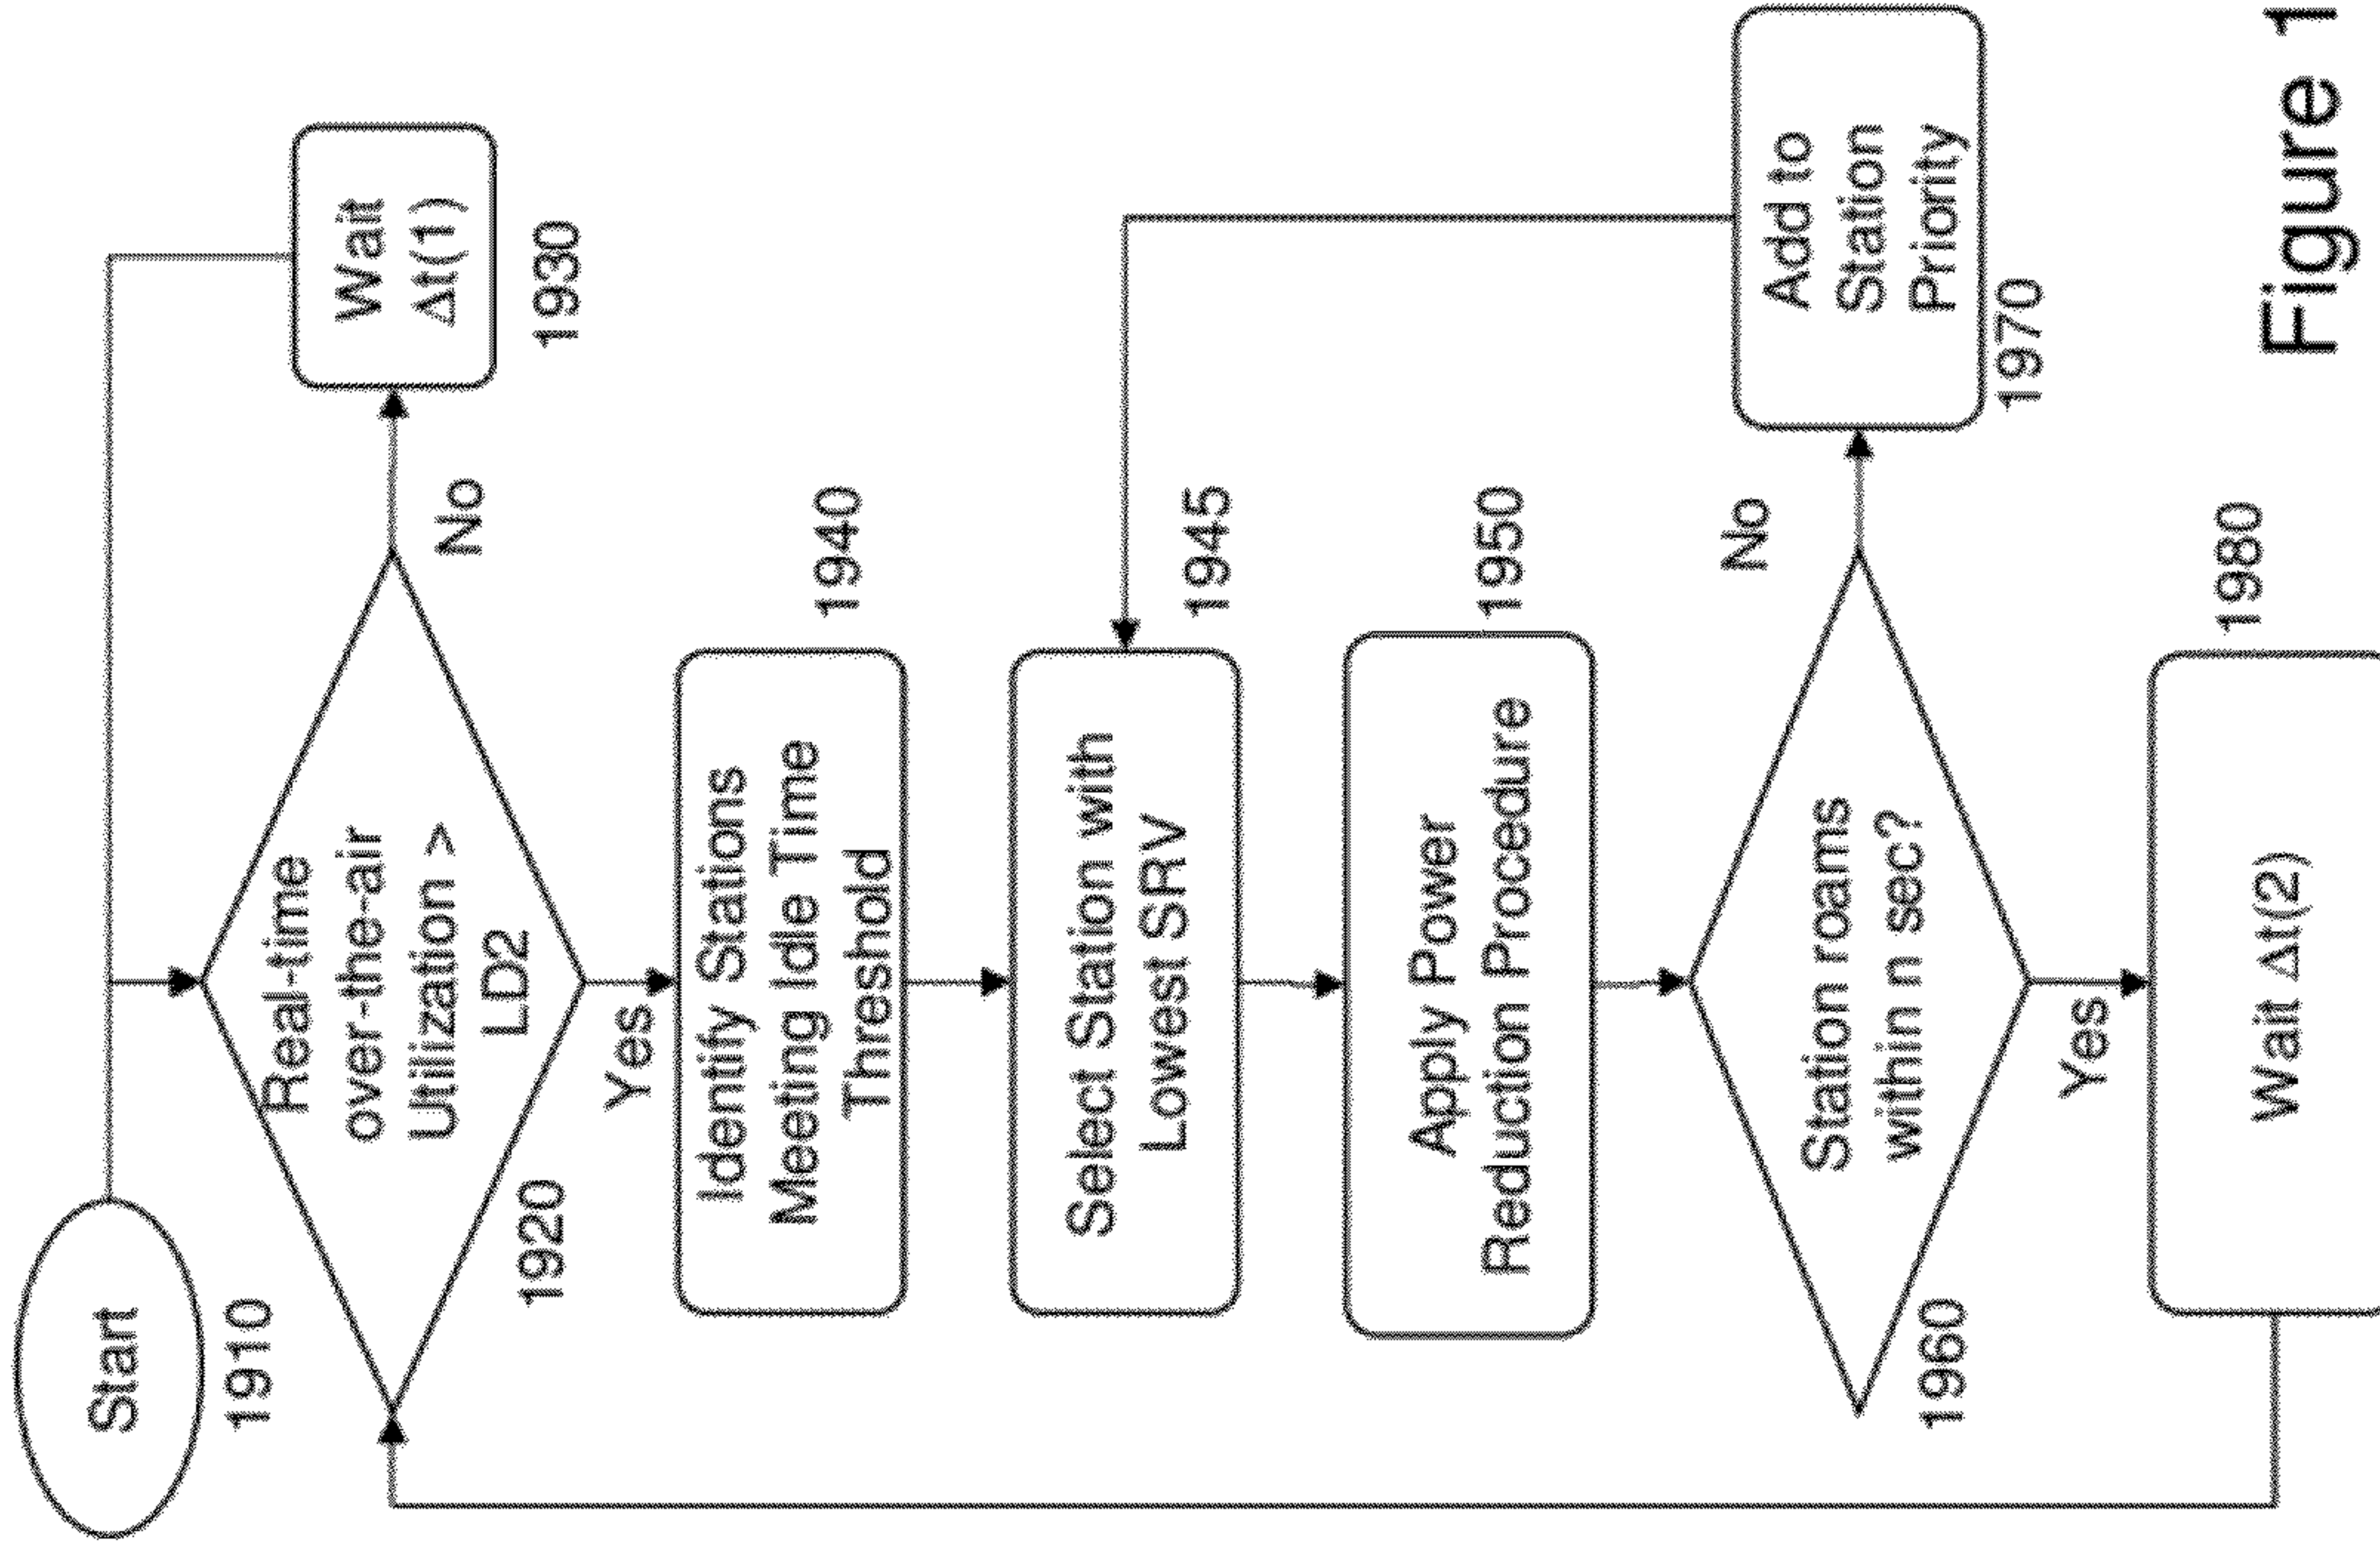 Start
1910
Real-time
over-the-air
Utilization >
LD2
1920
No
Wait
Δt(1)
1930
Yes
Identify Stations
Meeting Idle Time
Threshold
1940
Select Station with
Lowest SRV
1945
Apply Power
Reduction Procedure
1950
Station roams
within n sec?
1960
No
Add to
Station
Priority
1970
Yes
Wait Δt(2)
1980
Figure 1